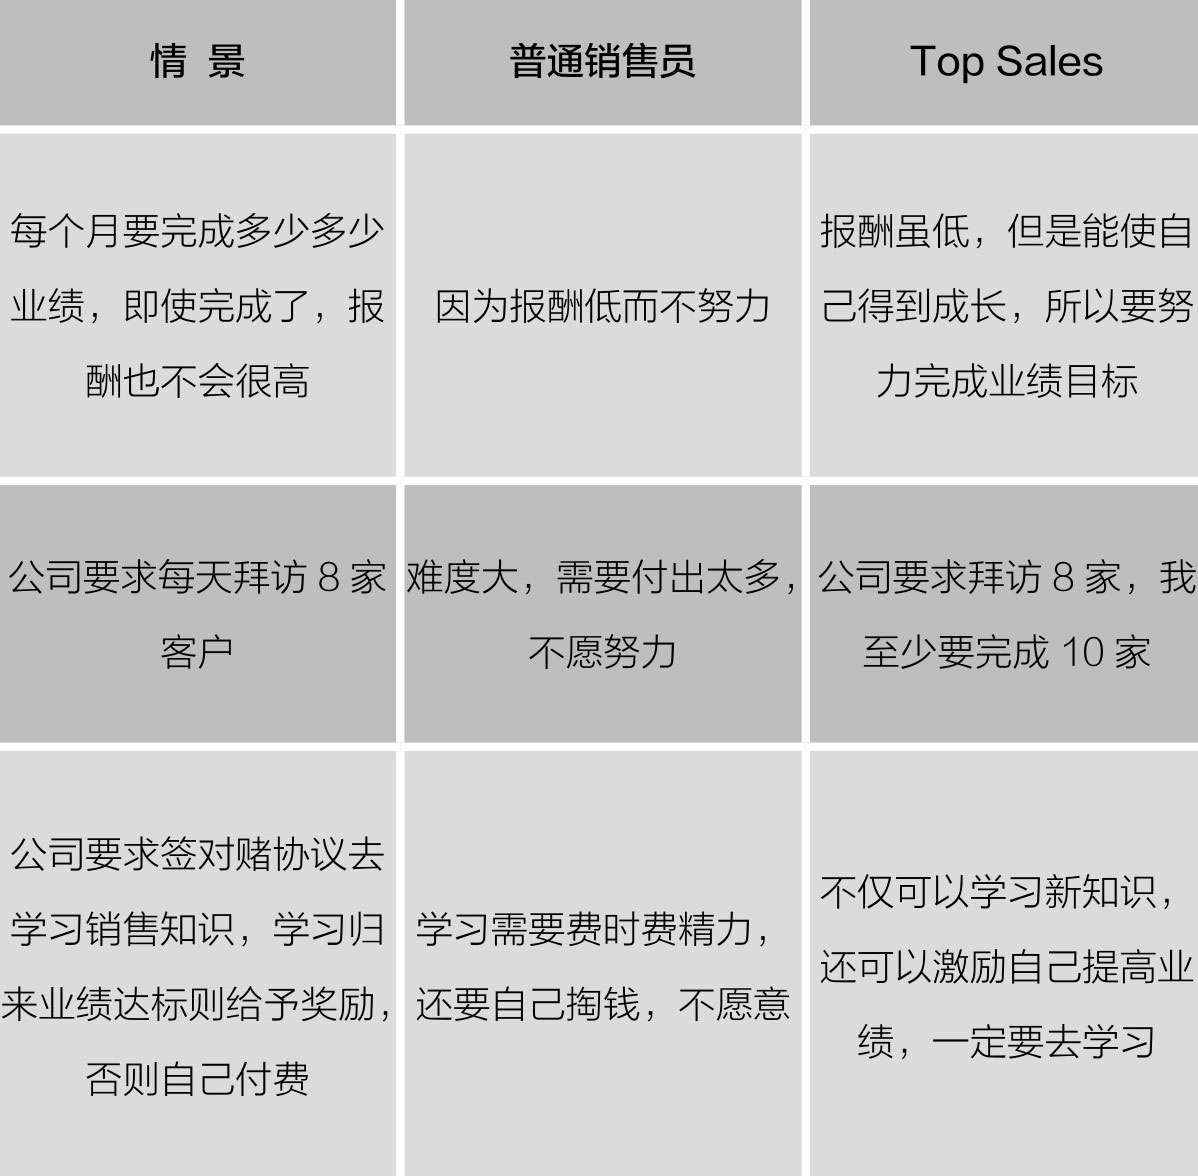 情 景
普通销售员
Top Sales
每个月要完成多少多少
业绩，即使完成了，报
酬也不会很高
因为报酬低而不努力
报酬虽低，但是能使自
己得到成长，所以要努
力完成业绩目标
公司要求每天拜访 8 家
客户
难度大，需要付出太多，
不愿努力
公司要求拜访 8 家，我
至少要完成 10 家
公司要求签对赌协议去
学习销售知识，学习归
来业绩达标则给予奖励，
否则自己付费
学习需要费时费精力，
还要自己掏钱，不愿意
不仅可以学习新知识，
还可以激励自己提高业
绩，一定要去学习